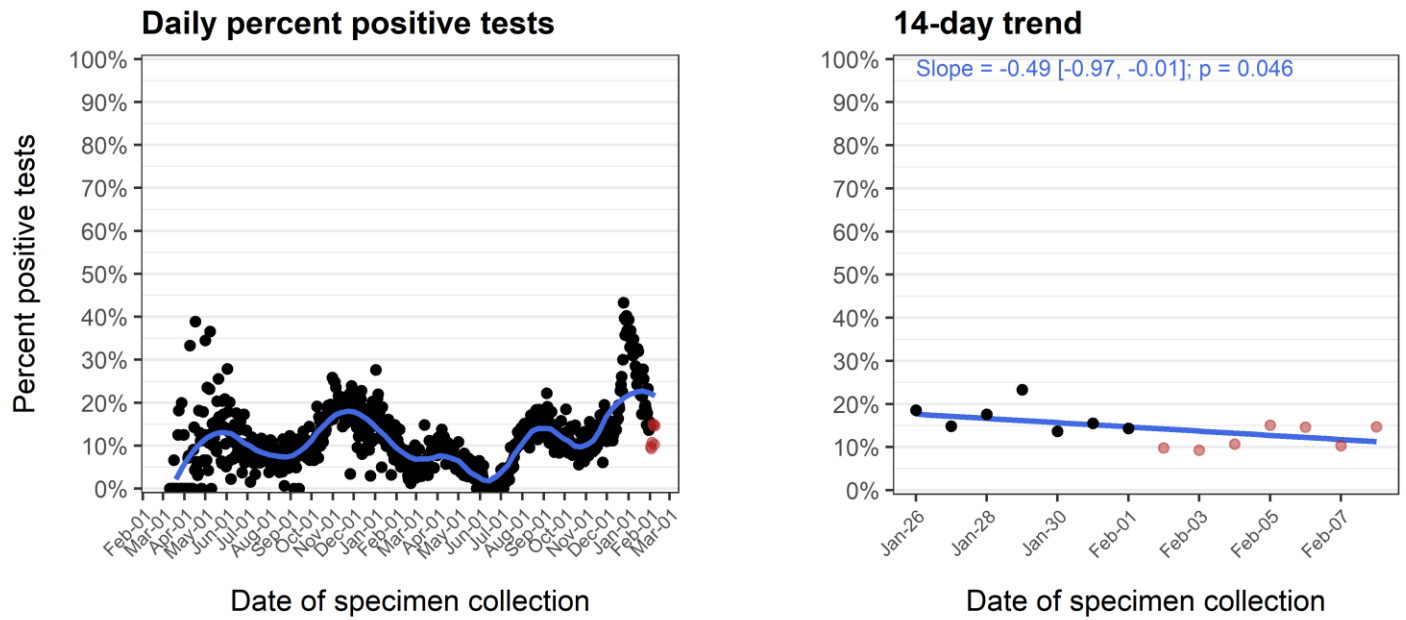 Daily percent positive tests
Percent positive tests
100%
90%
80%
70%
60%
50%
40%
30%
20%
10%
0%
Feb-01
Mar-01
Apr-01
May-01
Jun-01
Jul-01
Aug-01
Sep-01
Oct-01
Nov-01
Dec-01
Jan-01
Feb-01
Mar-01
Apr-01
May-01
Jun-01
Jul-01
Aug-01
Sep-01
Oct-01
Nov-01
Dec-01
Jan-01
Feb-01
Mar-01
Date of specimen collection
14-day trend
Slope = -0.49 [-0.97, -0.01]; p = 0.046
100%
90%
80%
70%
60%
50%
40%
30%
20%
10%
0%
Jan-26
Jan-28
Jan-30
Feb-01
Feb-03
Feb-05
Feb-07
Date of specimen collection